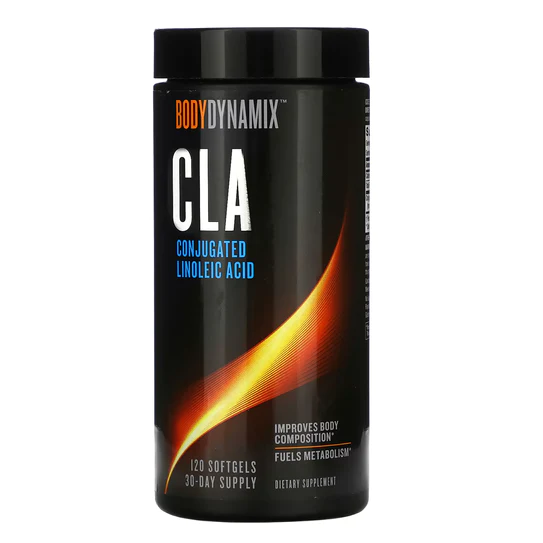 BODYDYNAMIX™
CLA
CONJUGATED
LINOLEIC ACID
IMPROVES BODY
COMPOSITION*
FUELS METABOLISM*
120 SOFTGELS
30-DAY SUPPLY
DIETARY SUPPLEMENT